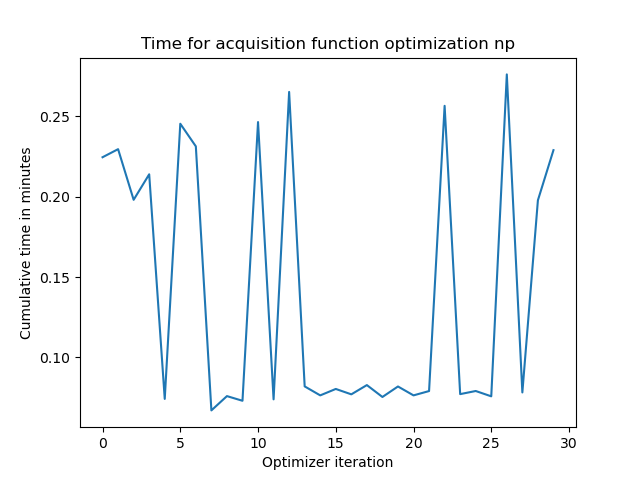 Time for acquisition function optimization np
Cumulative time in minutes
0.25
0.20
0.15
0.10
0 5 10 15 20 25 30
Optimizer iteration